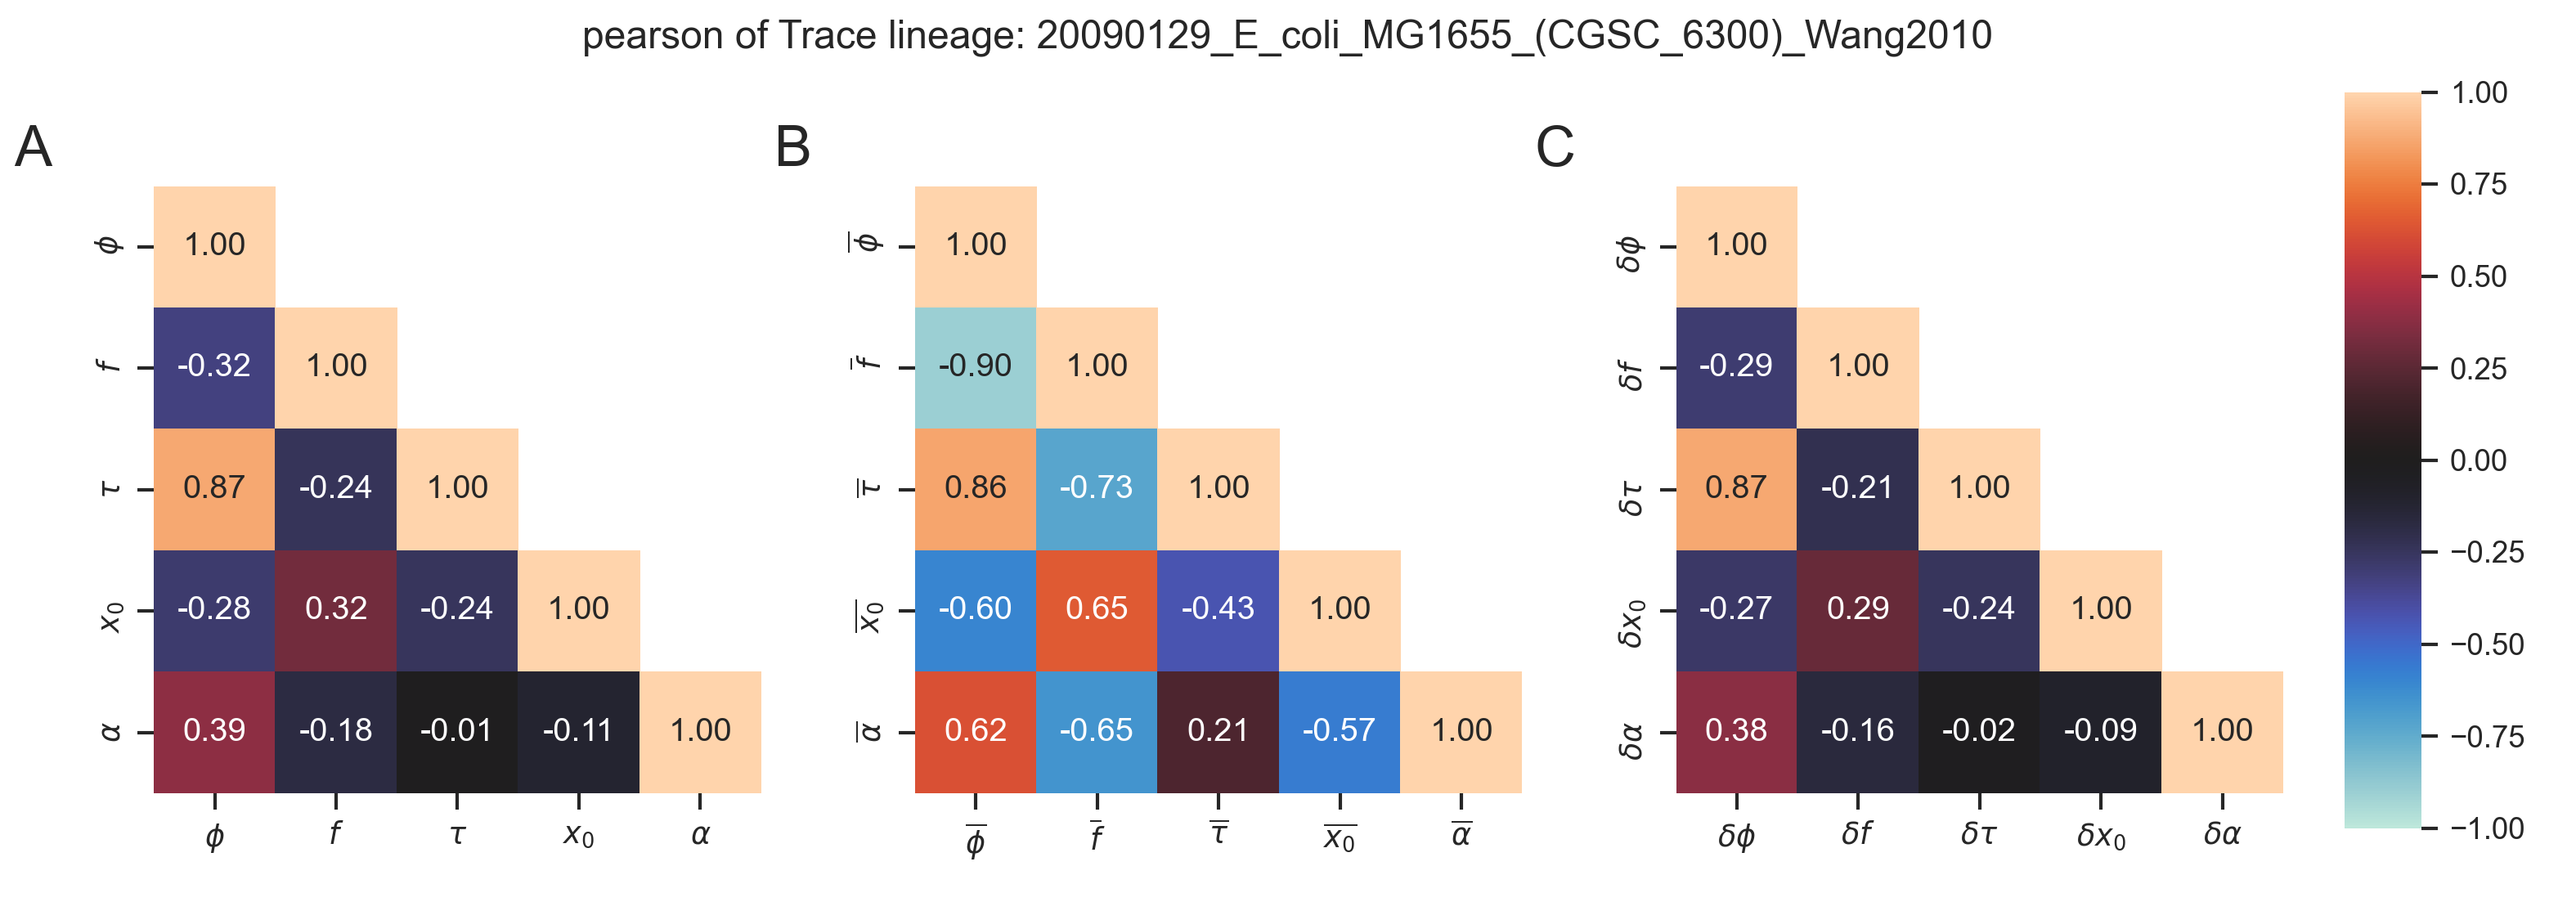 pearson of Trace lineage: 20090129_E_coli_MG1655_(CGSC_6300)_Wang2010
A
ϕ 1.00
f -0.32 1.00
τ 0.87 -0.24 1.00
x₀ -0.28 0.32 -0.24 1.00
α 0.39 -0.18 -0.01 -0.11 1.00
ϕ f τ x₀ α
B
ϕ̅ 1.00
f̅ -0.90 1.00
τ̅ 0.86 -0.73 1.00
x̅₀̅ -0.60 0.65 -0.43 1.00
α̅ 0.62 -0.65 0.21 -0.57 1.00
ϕ̅ f̅ τ̅ x̅₀̅ α̅
C
δϕ 1.00
δf -0.29 1.00
δτ 0.87 -0.21 1.00
δx₀ -0.27 0.29 -0.24 1.00
δα 0.38 -0.16 -0.02 -0.09 1.00
δϕ δf δτ δx₀ δα
1.00
0.75
0.50
0.25
0.00
−0.25
−0.50
−0.75
−1.00